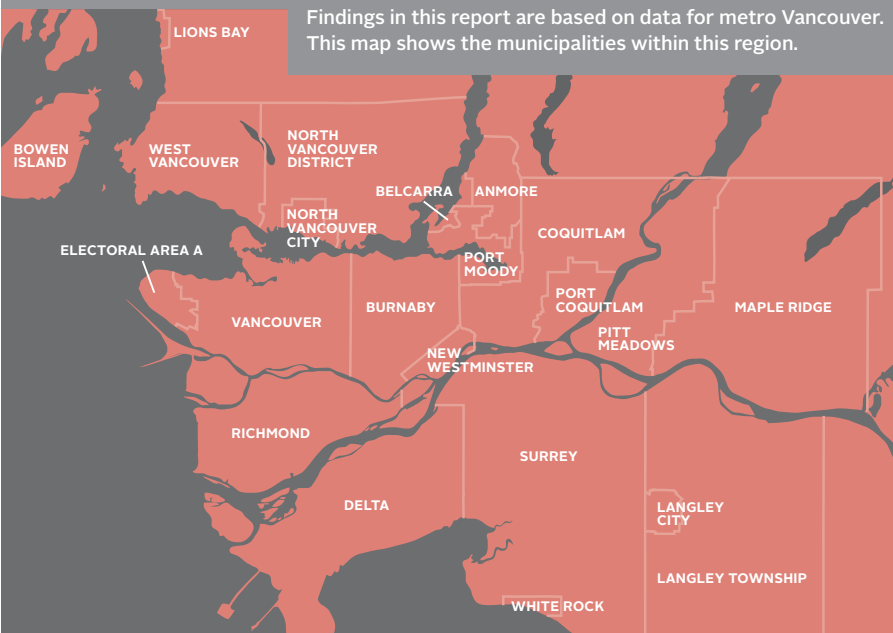 Findings in this report are based on data for metro Vancouver.
This map shows the municipalities within this region.
LIONS BAY
BOWEN
ISLAND
WEST
VANCOUVER
NORTH
VANCOUVER
DISTRICT
BELCARRA
ANMORE
NORTH
VANCOUVER
CITY
COQUITLAM
ELECTORAL AREA A
PORT
MOODY
PORT
COQUITLAM
BURNABY
MAPLE RIDGE
VANCOUVER
PITT
MEADOWS
NEW
WESTMINSTER
RICHMOND
SURREY
DELTA
LANGLEY
CITY
LANGLEY TOWNSHIP
WHITE ROCK